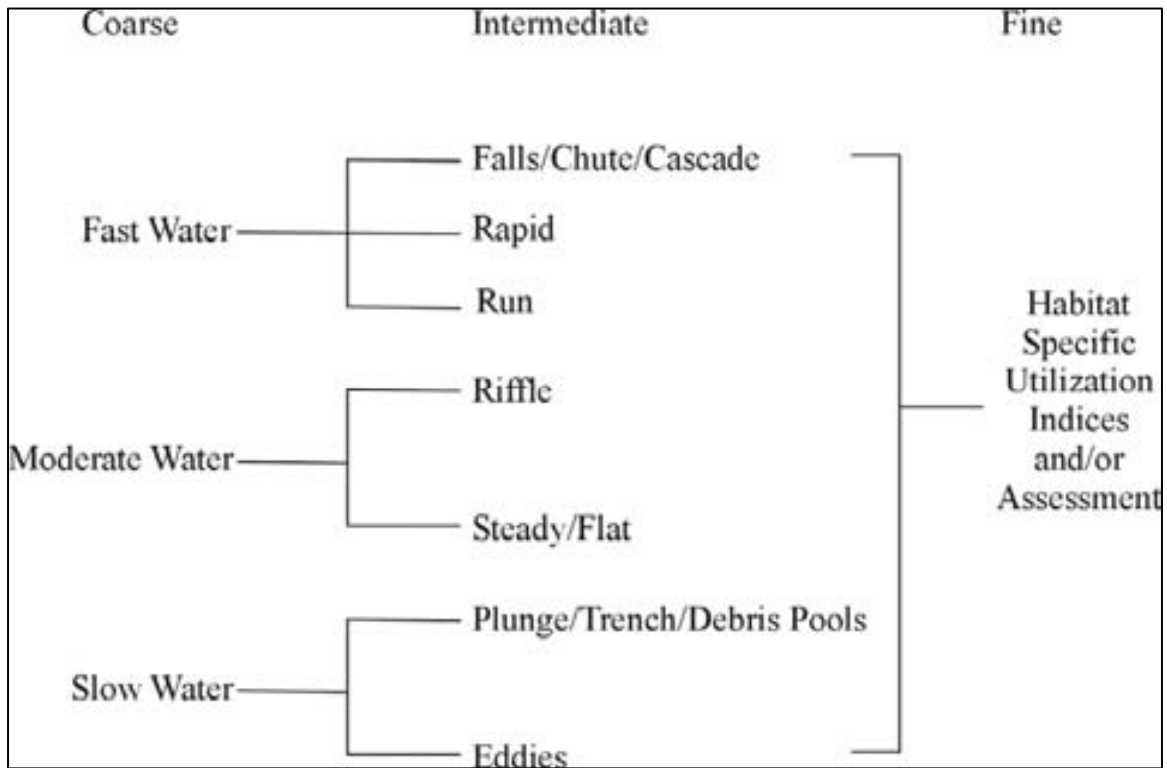 Coarse Intermediate Fine
Falls/Chute/Cascade
Fast Water
Rapid
Run
Riffle
Moderate Water
Steady/Flat
Plunge/Trench/Debris Pools
Slow Water
Eddies
Habitat
Specific
Utilization
Indices
and/or
Assessment